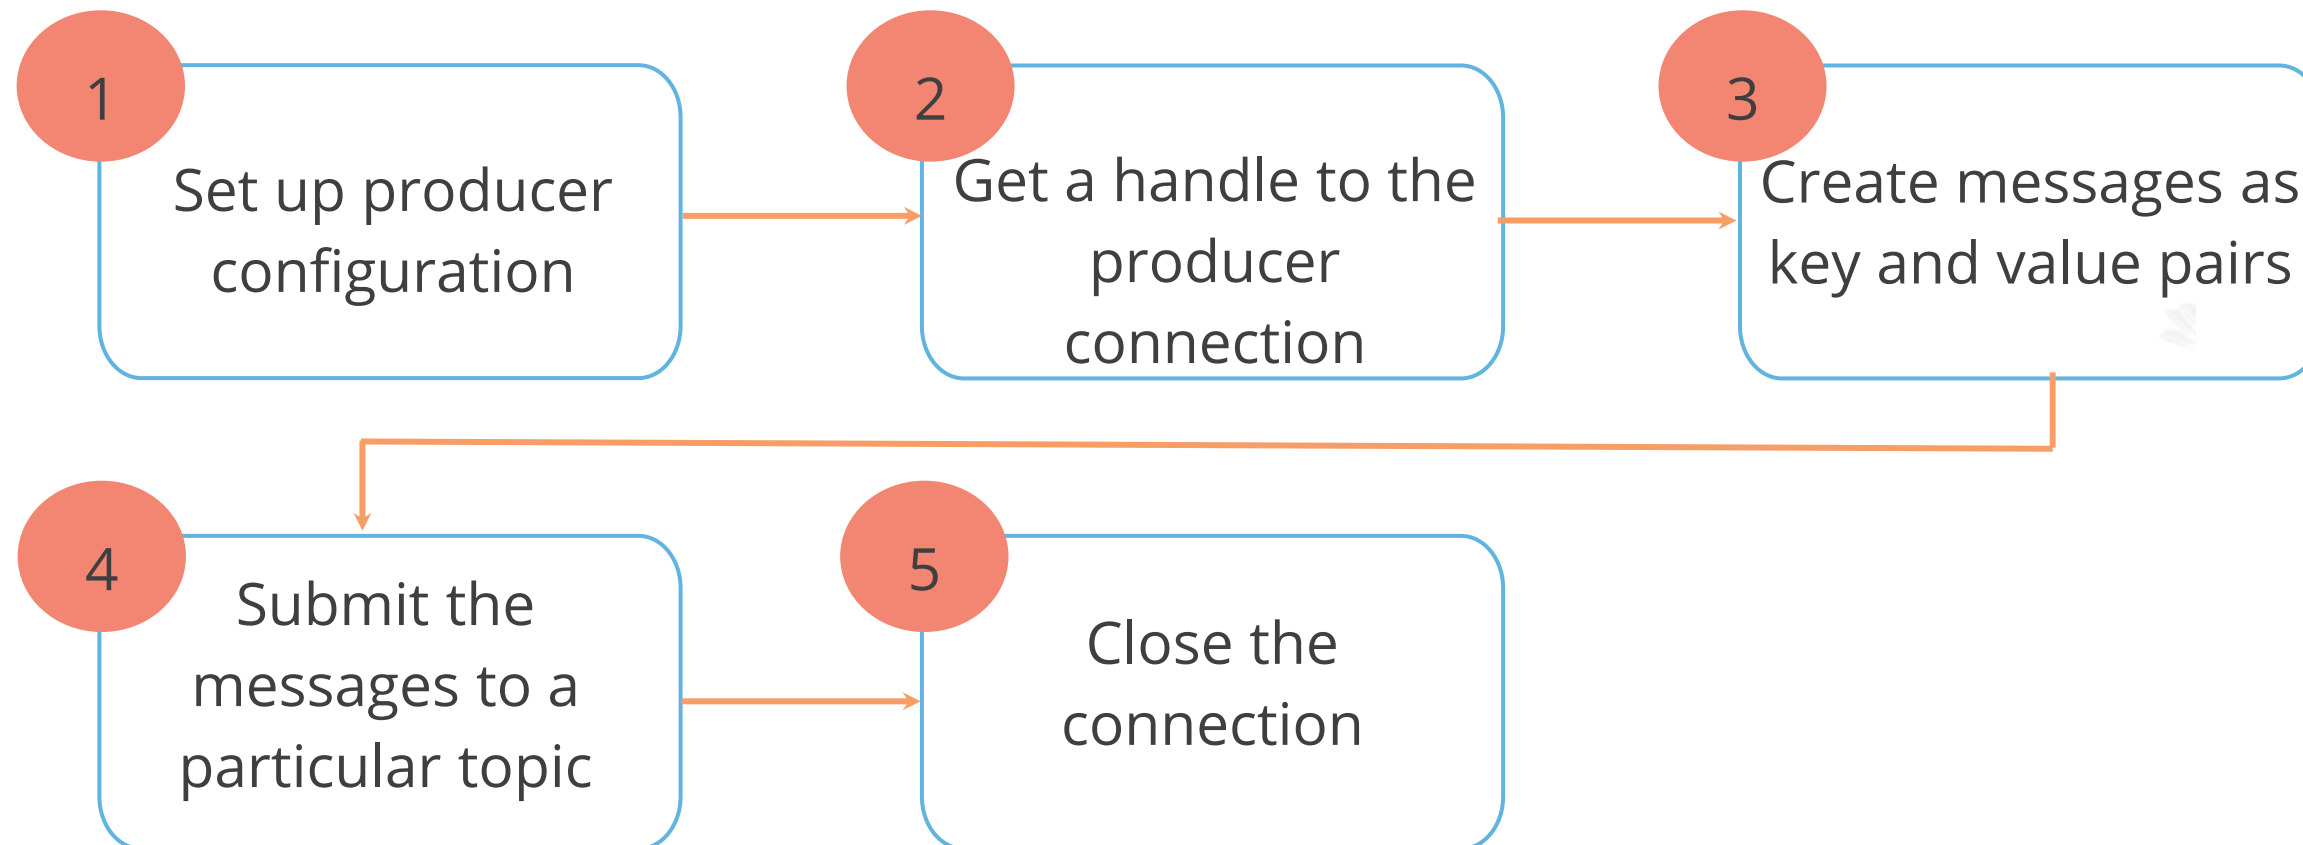 1
Set up producer
configuration
2
Get a handle to the
producer
connection
3
Create messages as
key and value pairs
4
Submit the
messages to a
particular topic
5
Close the
connection